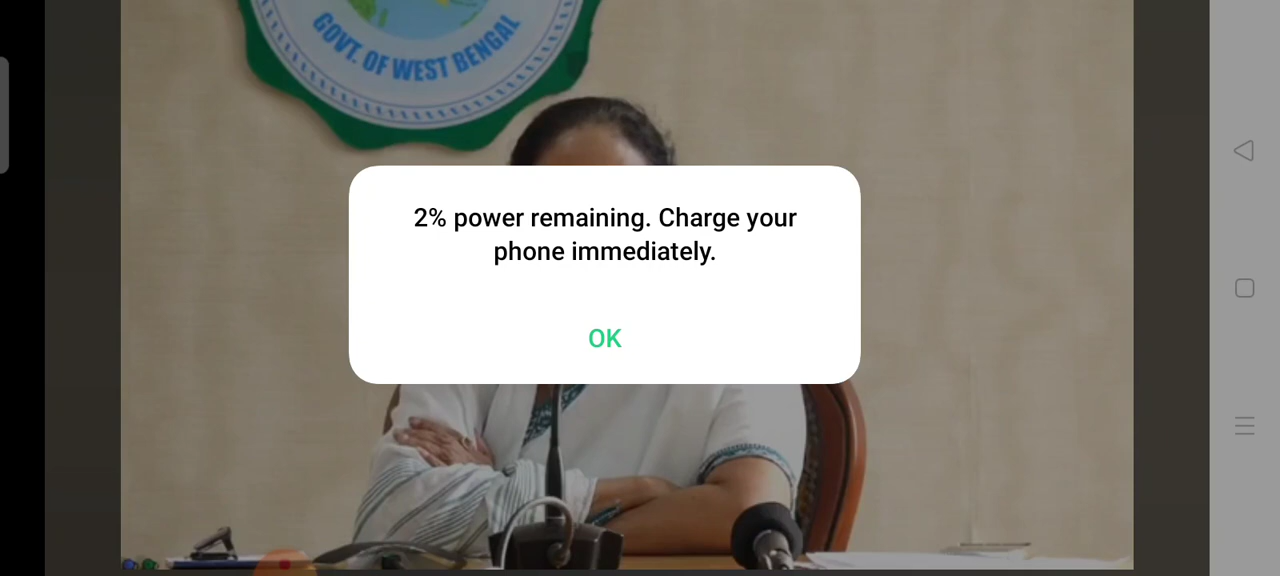 GOVT. OF WEST BENGAL
2% power remaining. Charge your
phone immediately.
OK